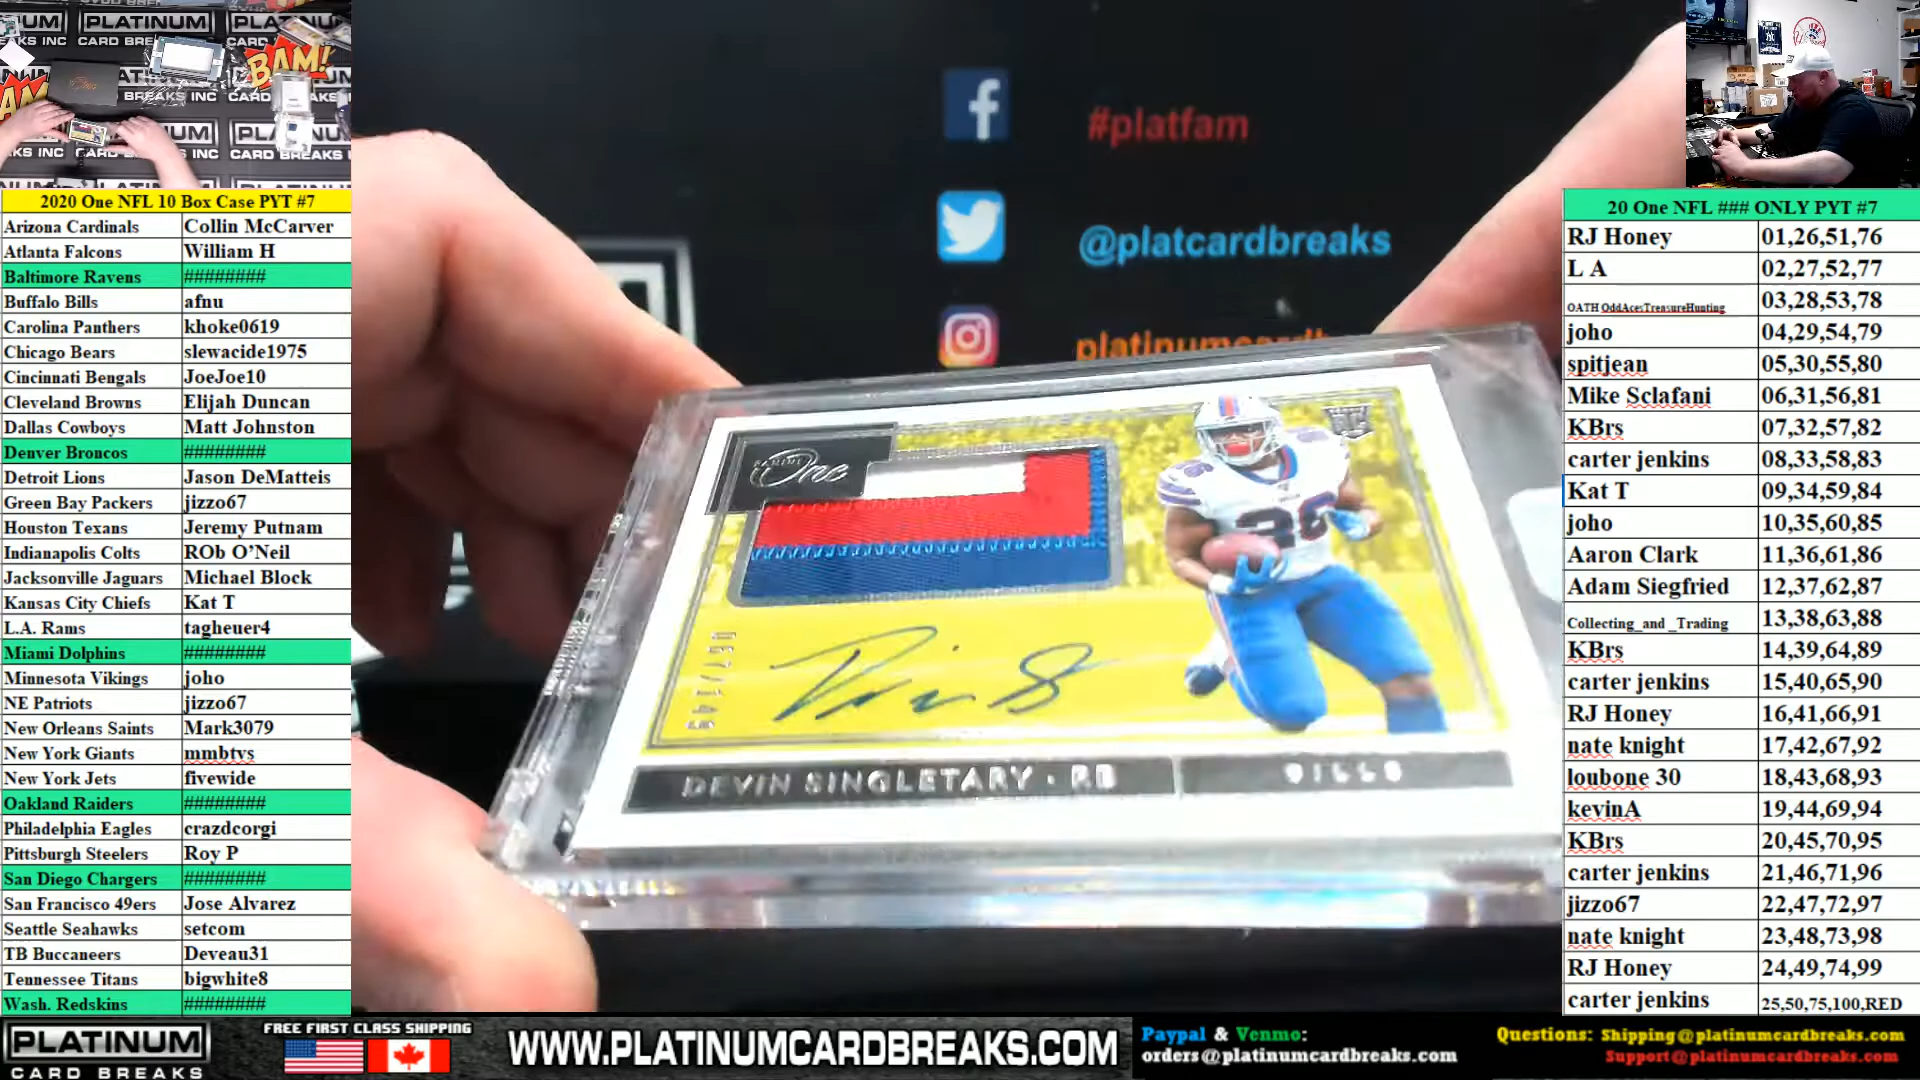 2020 One NFL 10 Box Case PYT #7
Arizona Cardinals Collin McCarver
Atlanta Falcons William H
Baltimore Ravens ########
Buffalo Bills afnu
Carolina Panthers khoke0619
Chicago Bears slewacide1975
Cincinnati Bengals JoeJoe10
Cleveland Browns Elijah Duncan
Dallas Cowboys Matt Johnston
Denver Broncos ########
Detroit Lions Jason DeMatteis
Green Bay Packers jizzo67
Houston Texans Jeremy Putnam
Indianapolis Colts ROb O'Neil
Jacksonville Jaguars Michael Block
Kansas City Chiefs Kat T
L.A. Rams tagheuer4
Miami Dolphins ########
Minnesota Vikings joho
NE Patriots jizzo67
New Orleans Saints Mark3079
New York Giants mmbtvs
New York Jets fivewide
Oakland Raiders ########
Philadelphia Eagles crazdcorgi
Pittsburgh Steelers Roy P
San Diego Chargers ########
San Francisco 49ers Jose Alvarez
Seattle Seahawks setcom
TB Buccaneers Deveau31
Tennessee Titans bigwhite8
Wash. Redskins ########
#platfam
@platcardbreaks
PANINI
One
26
DEVIN SINGLETARY • RB
BILLS
20 One NFL ### ONLY PYT #7
RJ Honey 01,26,51,76
L A 02,27,52,77
OATH OddAcesTreasureHunting 03,28,53,78
joho 04,29,54,79
spitjean 05,30,55,80
Mike Sclafani 06,31,56,81
KBrs 07,32,57,82
carter jenkins 08,33,58,83
Kat T 09,34,59,84
joho 10,35,60,85
Aaron Clark 11,36,61,86
Adam Siegfried 12,37,62,87
Collecting_and _Trading 13,38,63,88
KBrs 14,39,64,89
carter jenkins 15,40,65,90
RJ Honey 16,41,66,91
nate knight 17,42,67,92
loubone 30 18,43,68,93
kevinA 19,44,69,94
KBrs 20,45,70,95
carter jenkins 21,46,71,96
jizzo67 22,47,72,97
nate knight 23,48,73,98
RJ Honey 24,49,74,99
carter jenkins 25,50,75,100,RED
PLATINUM
CARD BREAKS
FREE FIRST CLASS SHIPPING
WWW.PLATINUMCARDBREAKS.COM
Paypal & Venmo:
orders@platinumcardbreaks.com
Questions: Shipping@platinumcardbreaks.com
Support@platinumcardbreaks.com